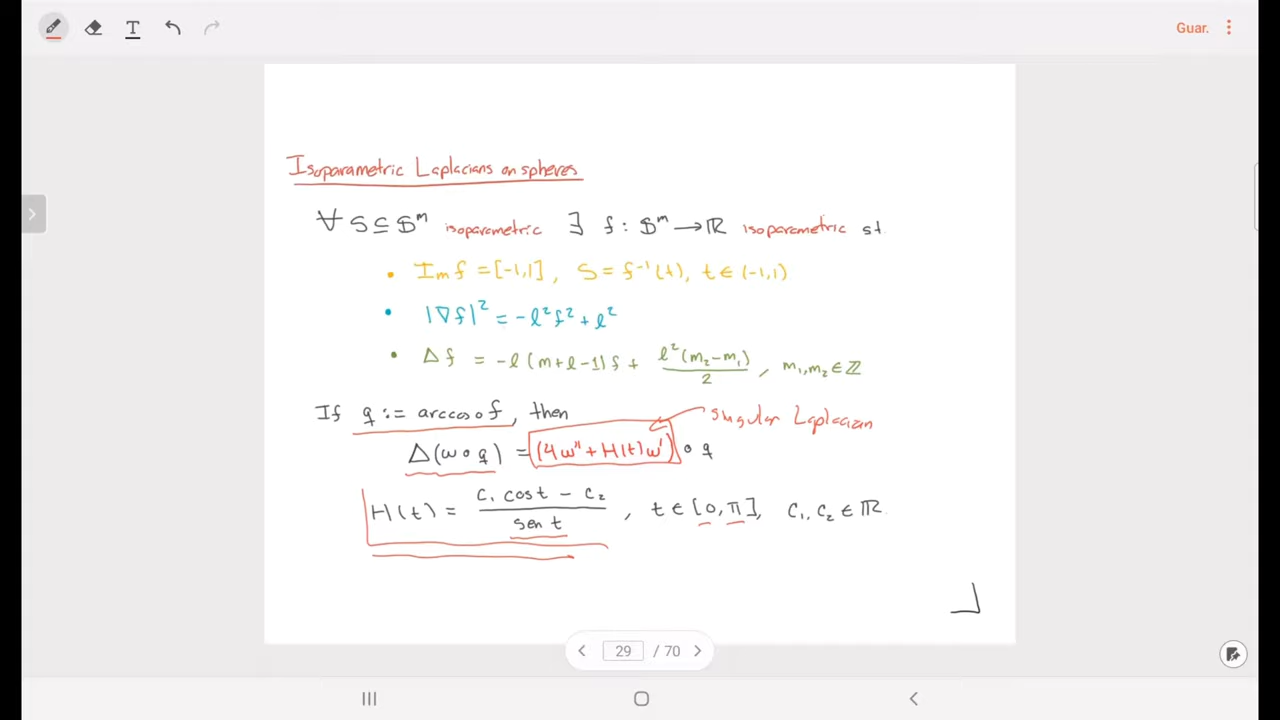 Guar.
Isoparametric Laplacians on spheres
∀ S ⊆ 𝕊^m isoparametric ∃ f : 𝕊^m → ℝ isoparametric st.
• Im f = [-1,1], S = f⁻¹(t), t ∈ (-1,1)
• |∇f|² = -ℓ²f² + ℓ²
• Δf = -ℓ(m+ℓ-1)f + ℓ²(m₂-m₁)/2, m₁,m₂ ∈ ℤ
If q := arccos∘f, then
singular Laplacian
Δ(w∘q) = (4w'' + H(t)w')∘q
H(t) = (c₁ cos t - c₂)/(sen t), t ∈ [0,π], c₁,c₂ ∈ ℝ.
29 / 70